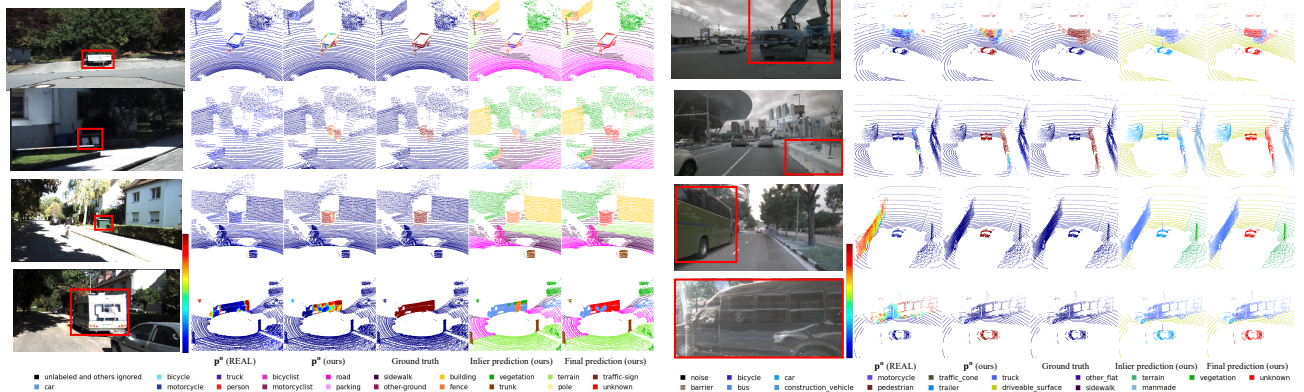 p° (REAL) p° (ours) Ground truth Inlier prediction (ours) Final prediction (ours)
unlabeled and others ignored bicycle truck bicyclist road sidewalk building vegetation terrain traffic-sign
car motorcycle person motorcyclist parking other-ground fence trunk pole unknown
p° (REAL) p° (ours) Ground truth Inlier prediction (ours) Final prediction (ours)
noise bicycle car motorcycle traffic_cone truck other_flat terrain vegetation
barrier bus construction_vehicle pedestrian trailer driveable_surface sidewalk manmade unknown